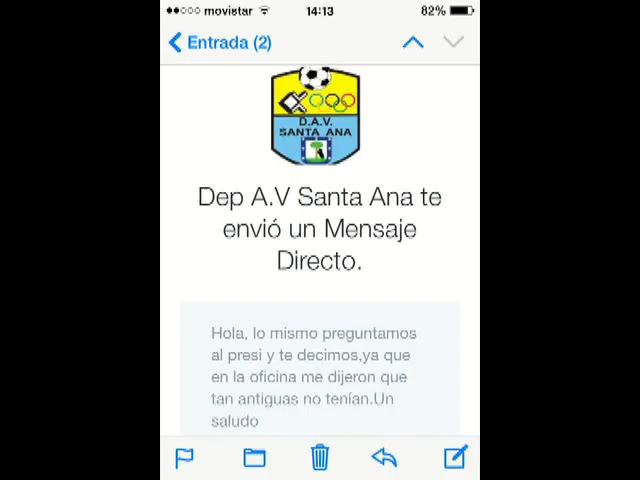 movistar 14:13 82%
Entrada (2)
D.A.V.
SANTA ANA
Dep A.V Santa Ana te
envió un Mensaje
Directo.
Hola, lo mismo preguntamos
al presi y te decimos,ya que
en la oficina me dijeron que
tan antiguas no tenían.Un
saludo